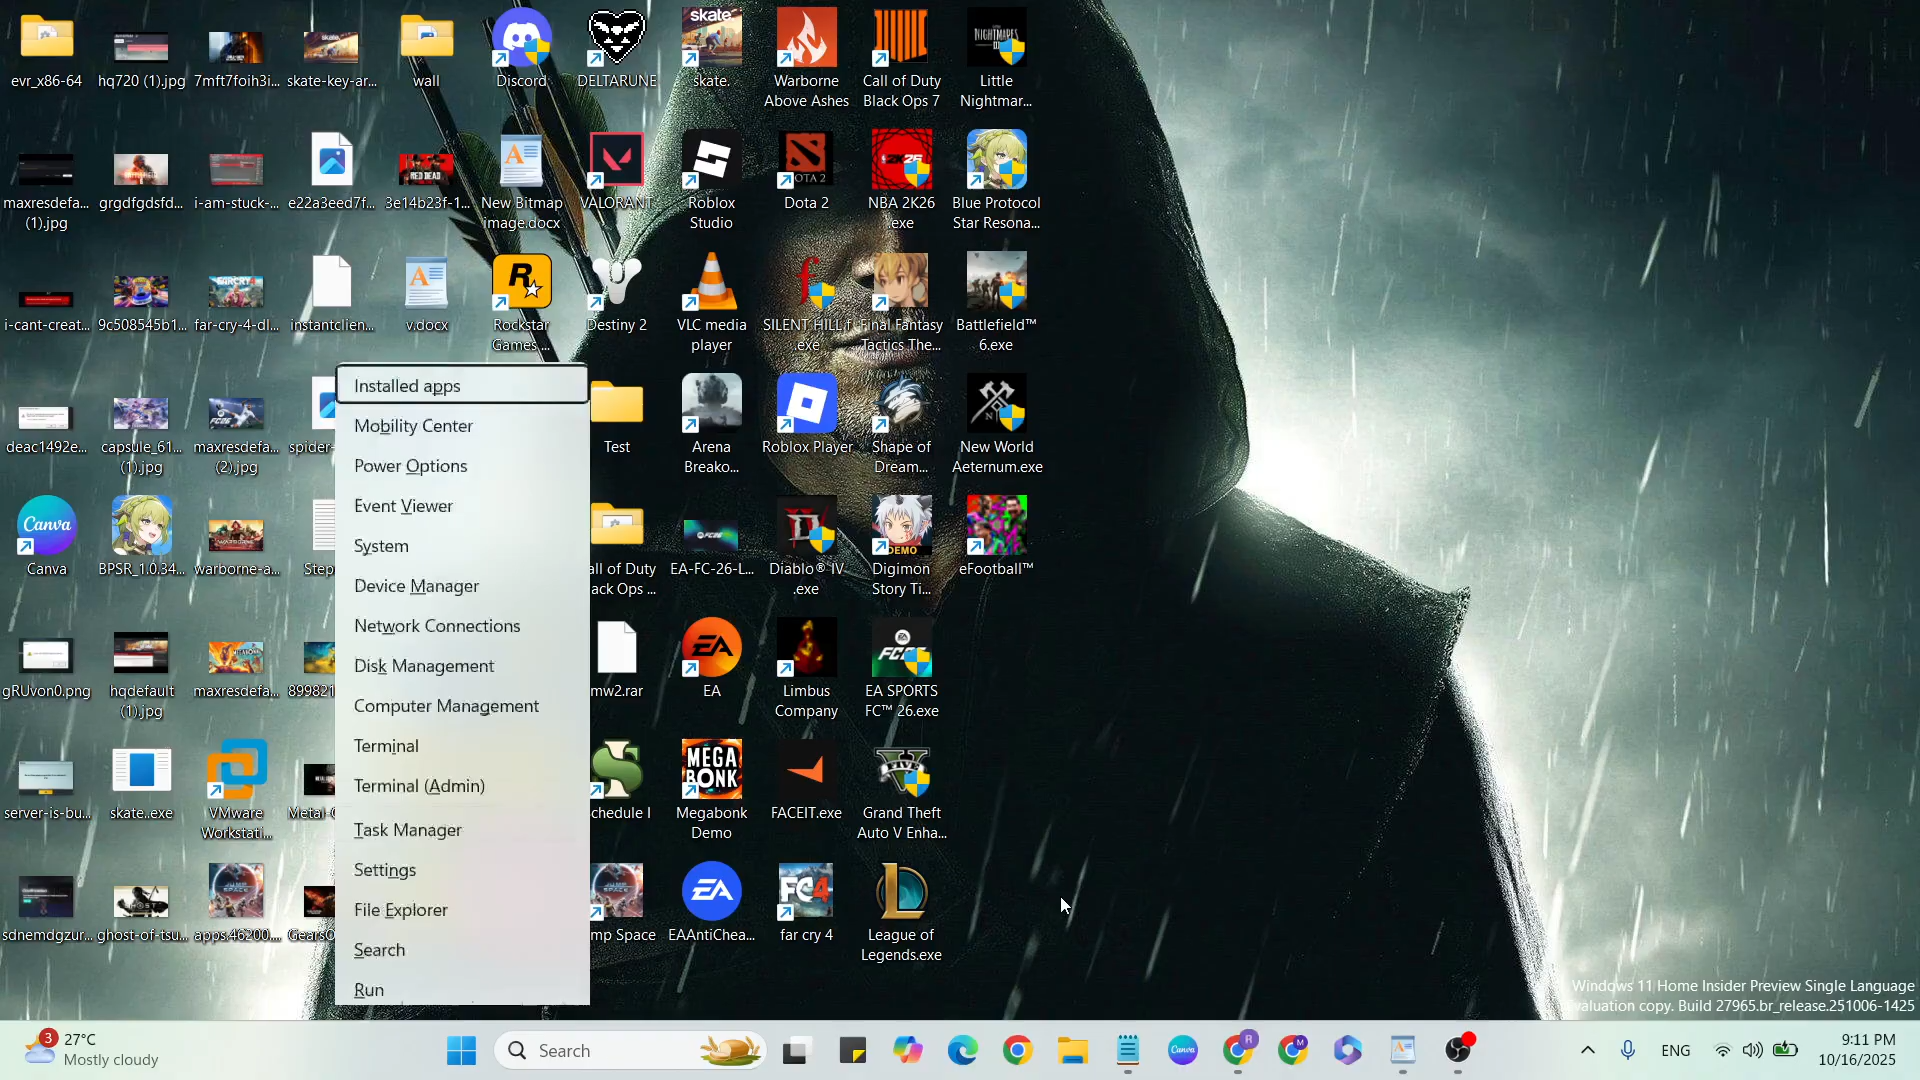 evr_x86-64
hq720 (1).jpg
7mft7foih3i...
skate-key-ar...
wall
Discord
DELTARUNE
skate.
Warborne
Above Ashes
Call of Duty
Black Ops 7
Little
Nightmar...
maxresdefa...
(1).jpg
grgdfgdsfd...
i-am-stuck-...
e22a3eed7f...
3e14b23f-1...
New Bitmap
image.docx
VALORANT
Roblox
Studio
Dota 2
NBA 2K26
.exe
Blue Protocol
Star Resona...
i-cant-creat...
9c508545b1...
far-cry-4-dl...
instantclien...
v.docx
Rockstar
Games ...
Destiny 2
VLC media
player
SILENT HILL f
.exe
Final Fantasy
Tactics The...
Battlefield™
6.exe
deac1492e...
capsule_61...
(1).jpg
maxresdefa...
(2).jpg
spider-
Test
Arena
Breako...
Roblox Player
Shape of
Dream...
New World
Aeternum.exe
Canva
BPSR_1.0.34...
warborne-a...
Step
all of Duty
ack Ops ...
EA-FC-26-L...
Diablo® IV
.exe
Digimon
Story Ti...
eFootball™
gRUvon0.png
hqdefault
(1).jpg
maxresdefa...
899821
mw2.rar
EA
Limbus
Company
EA SPORTS
FC™ 26.exe
server-is-bu...
skate..exe
VMware
Workstati...
Metal-
chedule I
Megabonk
Demo
FACEIT.exe
Grand Theft
Auto V Enha...
sdnemdgzur...
ghost-of-tsu...
apps.46200....
GearsO
mp Space
EAAntiChea...
far cry 4
League of
Legends.exe
Installed apps
Mobility Center
Power Options
Event Viewer
System
Device Manager
Network Connections
Disk Management
Computer Management
Terminal
Terminal (Admin)
Task Manager
Settings
File Explorer
Search
Run
Windows 11 Home Insider Preview Single Language
valuation copy. Build 27965.br_release.251006-1425
3
27°C
Mostly cloudy
Search
ENG
9:11 PM
10/16/2025